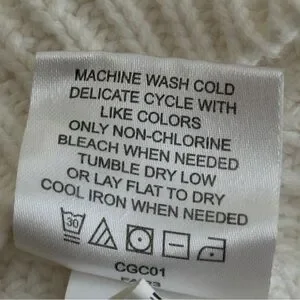 MACHINE WASH COLD
DELICATE CYCLE WITH
LIKE COLORS
ONLY NON-CHLORINE
BLEACH WHEN NEEDED
TUMBLE DRY LOW
OR LAY FLAT TO DRY
COOL IRON WHEN NEEDED
30
CGC01